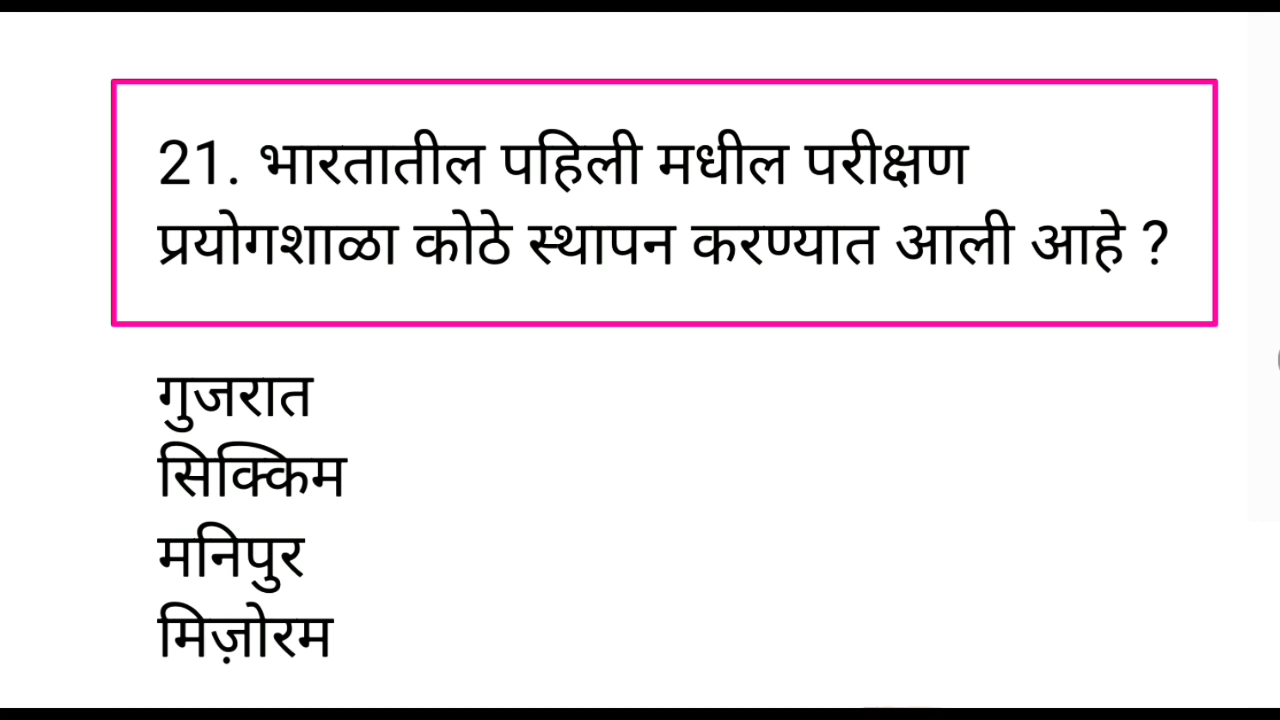 21. भारतातील पहिली मधील परीक्षण
प्रयोगशाळा कोठे स्थापन करण्यात आली आहे ?
गुजरात
सिक्किम
मनिपुर
मिज़ोरम